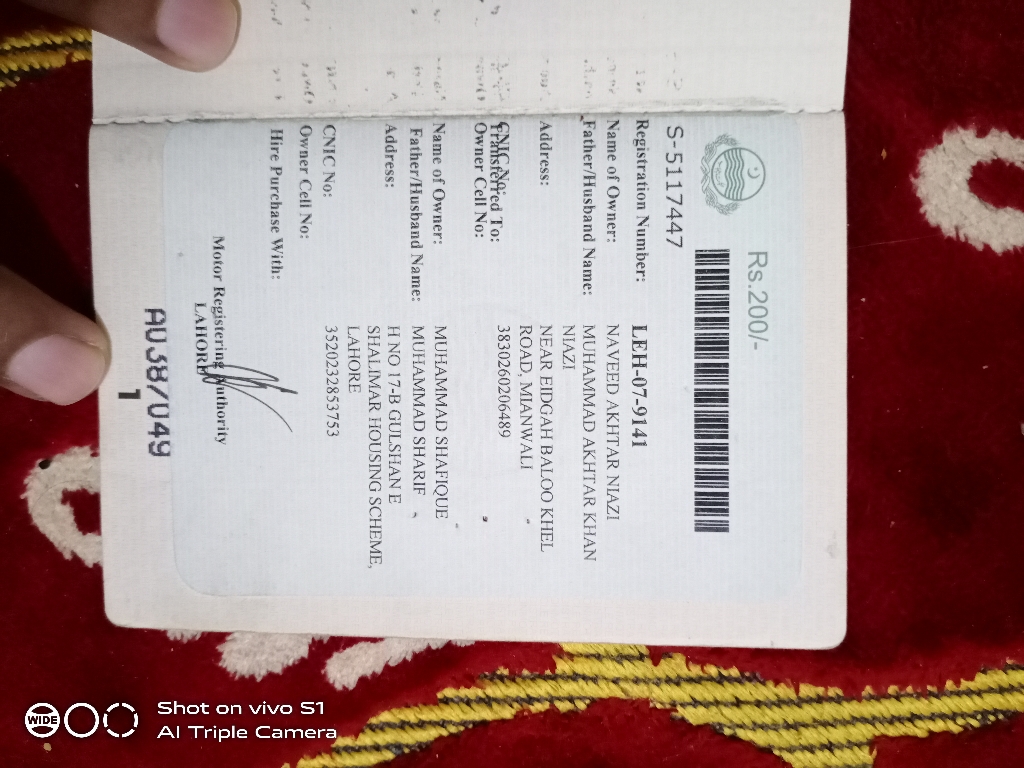 Rs.200/-
S-5117447
Registration Number: LEH-07-9141
Name of Owner: NAVEED AKHTAR NIAZI
Father/Husband Name: MUHAMMAD AKHTAR KHAN
NIAZI
Address: NEAR EIDGAH BALOO KHEL
ROAD, MIANWALI
CNIC No: 3830260206489
Transferred To:
Owner Cell No:
Name of Owner: MUHAMMAD SHAFIQUE
Father/Husband Name: MUHAMMAD SHARIF
Address: H NO 17-B GULSHAN E
SHALIMAR HOUSING SCHEME,
LAHORE
CNIC No: 3520232853753
Owner Cell No:
Hire Purchase With:
Motor Registering Authority
LAHORE
AU38/049
1
WIDE
Shot on vivo S1
AI Triple Camera